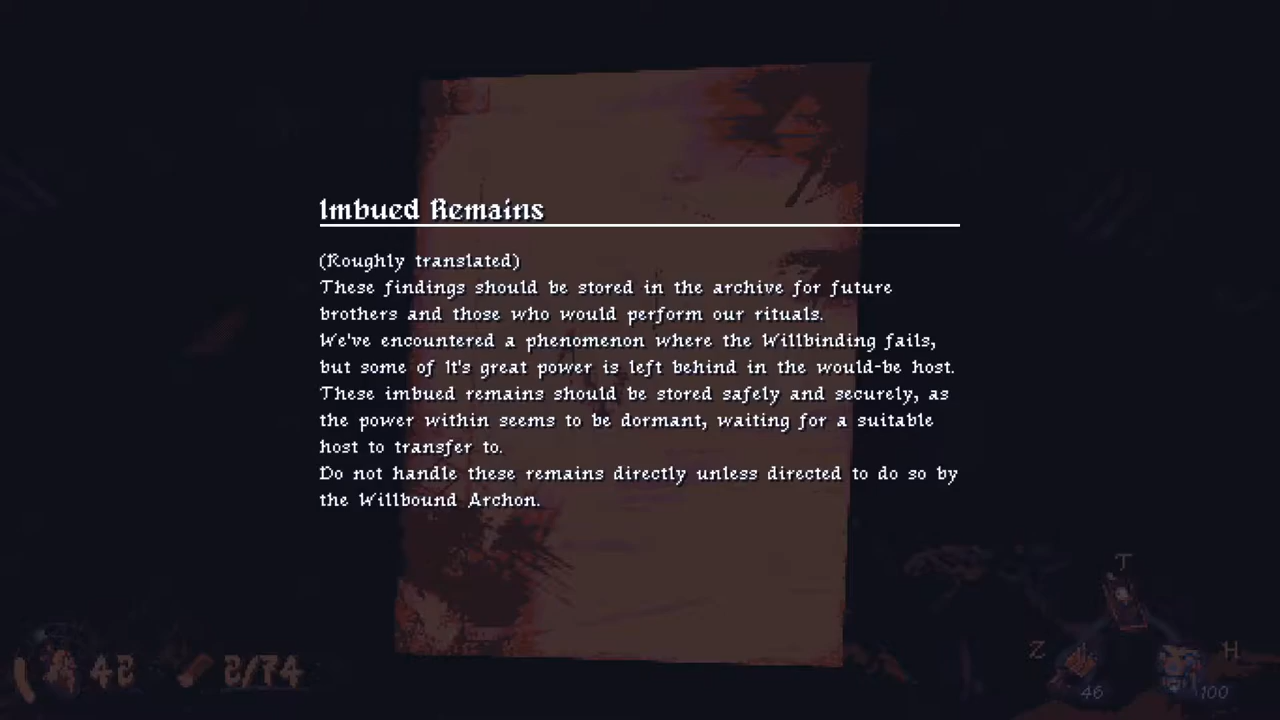 Imbued Remains
(Roughly translated)
These findings should be stored in the archive for future
brothers and those who would perform our rituals.
We've encountered a phenomenon where the Willbinding fails,
but some of It's great power is left behind in the would-be host.
These imbued remains should be stored safely and securely, as
the power within seems to be dormant, waiting for a suitable
host to transfer to.
Do not handle these remains directly unless directed to do so by
the Willbound Archon.
T
Z
H
42
2/74
46
100